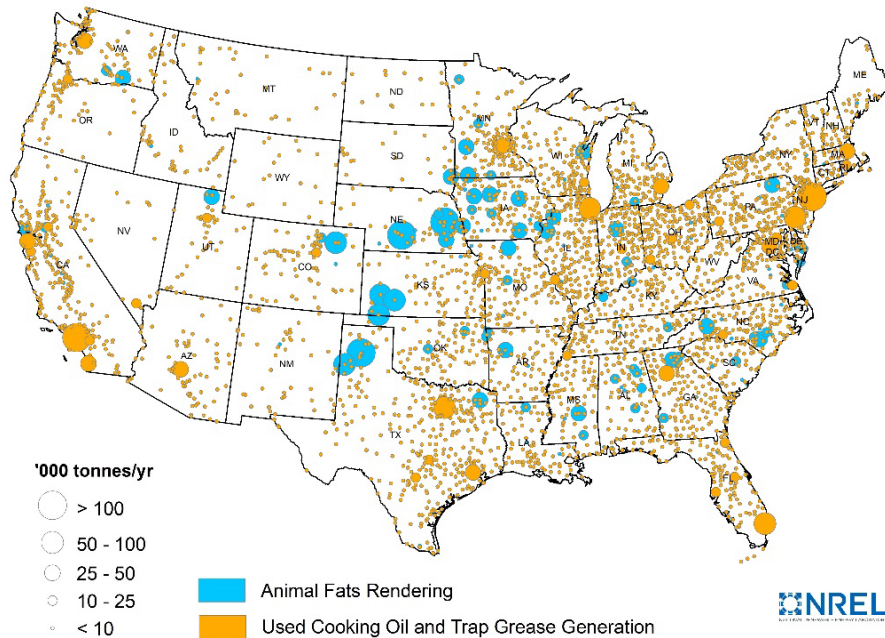 WA
MT
ND
ME
OR
ID
MN
VT
NH
WI
MI
NY
MA
CT
RI
SD
WY
IA
PA
NJ
NE
OH
NV
UT
IL
IN
MD
DE
DC
CO
WV
CA
KS
MO
VA
KY
NC
TN
AZ
NM
OK
AR
SC
MS
AL
GA
TX
LA
FL
'000 tonnes/yr
> 100
50 - 100
25 - 50
10 - 25
< 10
Animal Fats Rendering
Used Cooking Oil and Trap Grease Generation
NREL